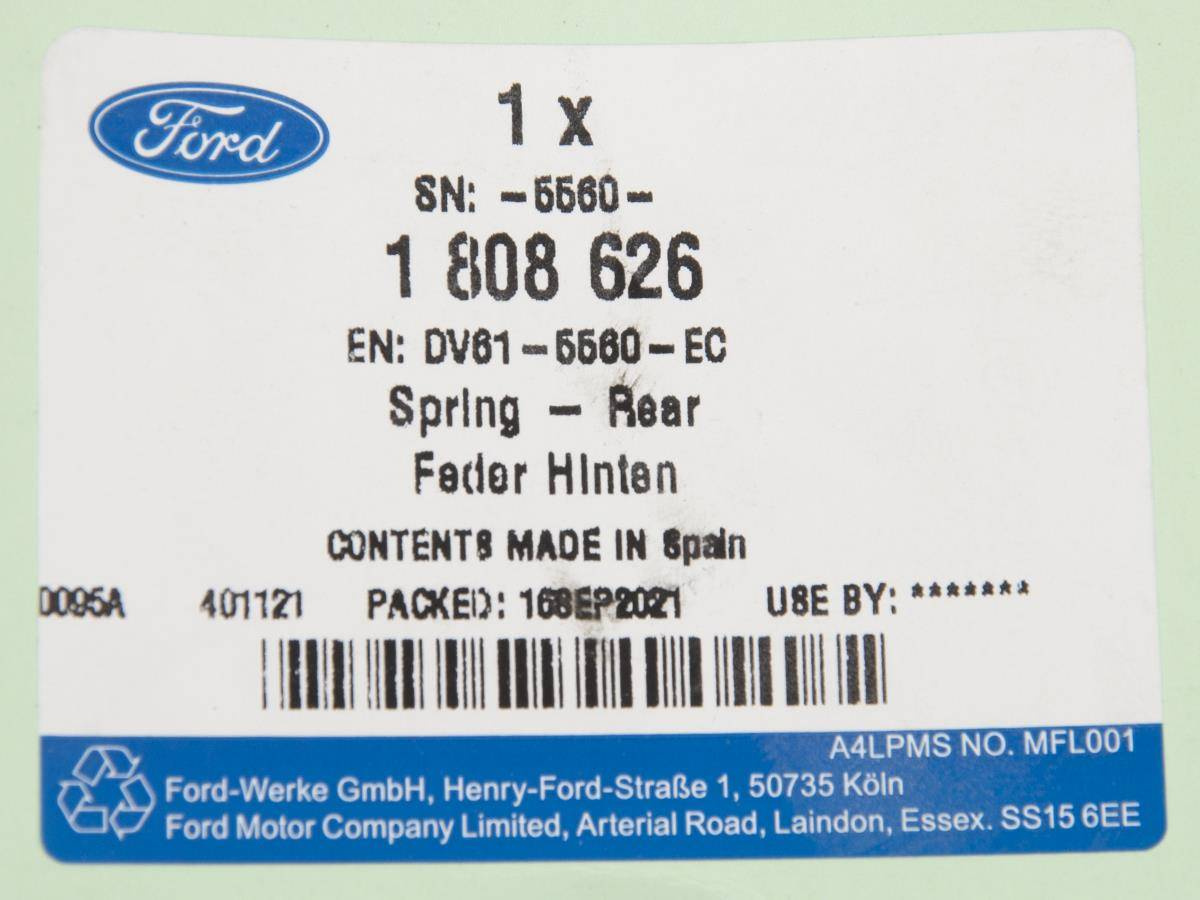 Ford
1 x
SN: -5560-
1 808 626
EN: DV61-5560-EC
Spring - Rear
Feder Hinten
CONTENTS MADE IN Spain
0095A 401121 PACKED: 16SEP2021 USE BY: *******
A4LPMS NO. MFL001
Ford-Werke GmbH, Henry-Ford-Straße 1, 50735 Köln
Ford Motor Company Limited, Arterial Road, Laindon, Essex. SS15 6EE